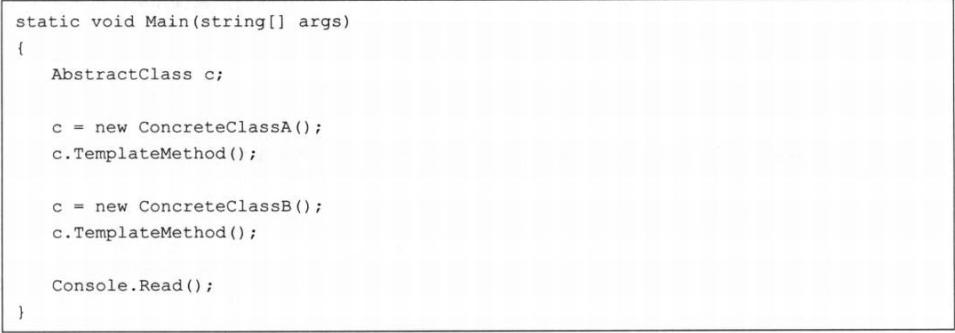 static void Main(string[] args)
{
AbstractClass c;
c = new ConcreteClassA();
c.TemplateMethod();
c = new ConcreteClassB();
c.TemplateMethod();
Console.Read();
}